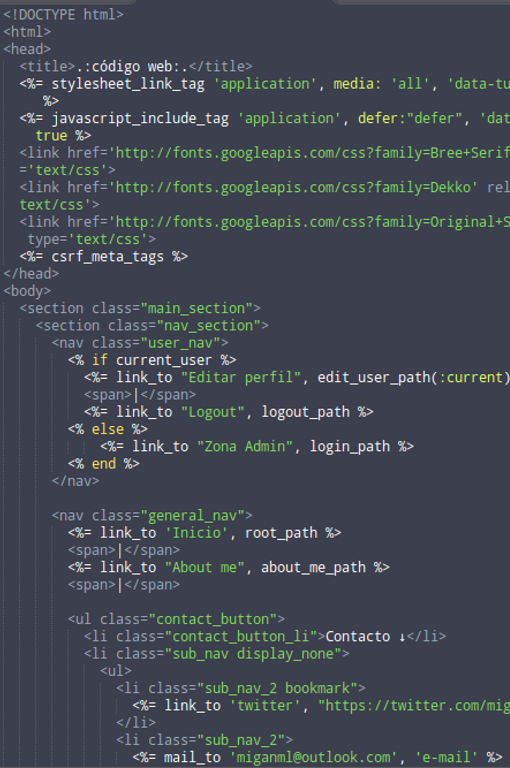 <!DOCTYPE html>
<html>
<head>
<title>.:código web:.</title>
<%= stylesheet_link_tag 'application', media: 'all', 'data-tu
%>
<%= javascript_include_tag 'application', defer:"defer", 'dat
true %>
<link href='http://fonts.googleapis.com/css?family=Bree+Serif
='text/css'>
<link href='http://fonts.googleapis.com/css?family=Dekko' rel
text/css'>
<link href='http://fonts.googleapis.com/css?family=Original+S
type='text/css'>
<%= csrf_meta_tags %>
</head>
<body>
<section class="main_section">
<section class="nav_section">
<nav class="user_nav">
<% if current_user %>
<%= link_to "Editar perfil", edit_user_path(:current)
<span>|</span>
<%= link_to "Logout", logout_path %>
<% else %>
<%= link_to "Zona Admin", login_path %>
<% end %>
</nav>
<nav class="general_nav">
<%= link_to 'Inicio', root_path %>
<span>|</span>
<%= link_to "About me", about_me_path %>
<span>|</span>
<ul class="contact_button">
<li class="contact_button_li">Contacto ↓</li>
<li class="sub_nav display_none">
<ul>
<li class="sub_nav_2 bookmark">
<%= link_to 'twitter', "https://twitter.com/mig
</li>
<li class="sub_nav_2">
<%= mail_to 'miganml@outlook.com', 'e-mail' %>